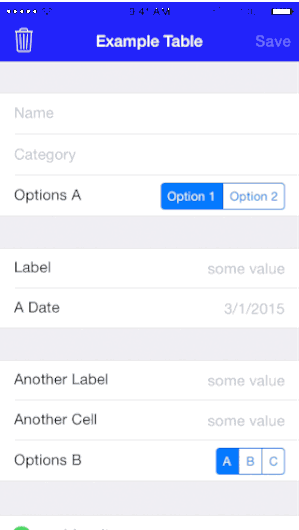 9:41 AM
Example Table
Save
Name
Category
Options A
Option 1
Option 2
Label
some value
A Date
3/1/2015
Another Label
some value
Another Cell
some value
Options B
A
B
C